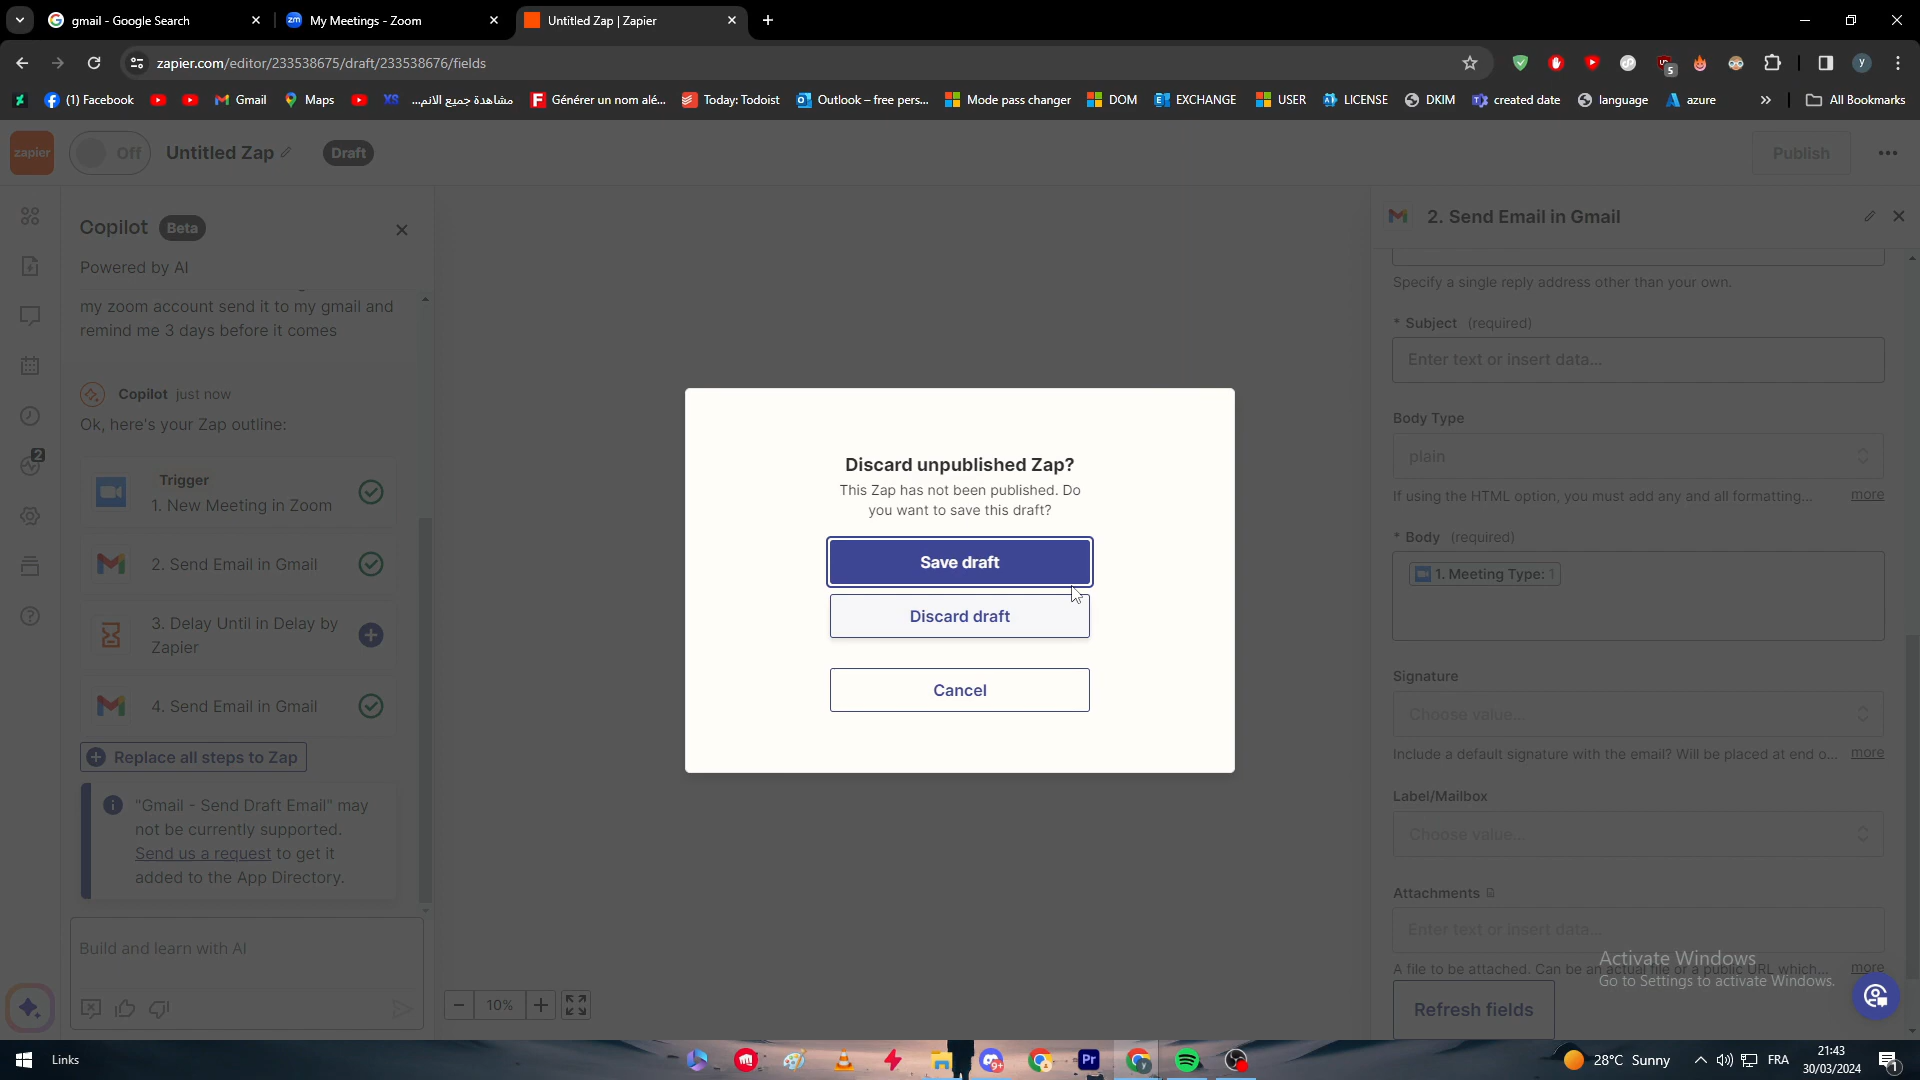 gmail - Google Search
My Meetings - Zoom
Untitled Zap | Zapier
zapier.com/editor/233538675/draft/233538676/fields
5
y
(1) Facebook
Gmail
Maps
XS
مشاهدة جميع الانم...
Générer un nom alé...
Today: Todoist
Outlook – free pers...
Mode pass changer
DOM
EXCHANGE
USER
LICENSE
DKIM
created date
language
azure
All Bookmarks
zapier
Off
Untitled Zap
Draft
Publish
Copilot
Beta
Powered by AI
my zoom account send it to my gmail and
remind me 3 days before it comes
Copilot just now
Ok, here's your Zap outline:
2
Trigger
1. New Meeting in Zoom
2. Send Email in Gmail
3. Delay Until in Delay by
Zapier
4. Send Email in Gmail
Replace all steps to Zap
"Gmail - Send Draft Email" may
not be currently supported.
Send us a request to get it
added to the App Directory.
Build and learn with AI
10%
Discard unpublished Zap?
This Zap has not been published. Do
you want to save this draft?
Save draft
Discard draft
Cancel
2. Send Email in Gmail
Specify a single reply address other than your own.
* Subject (required)
Enter text or insert data...
Body Type
plain
If using the HTML option, you must add any and all formatting... more
* Body (required)
1. Meeting Type: 1
Signature
Choose value...
Include a default signature with the email? Will be placed at end o... more
Label/Mailbox
Choose value...
Attachments
Enter text or insert data...
A file to be attached. Can be an actual file or a public URL which... more
Refresh fields
Activate Windows
Go to Settings to activate Windows.
Links
Pr
28°C Sunny
FRA
21:43
30/03/2024
1